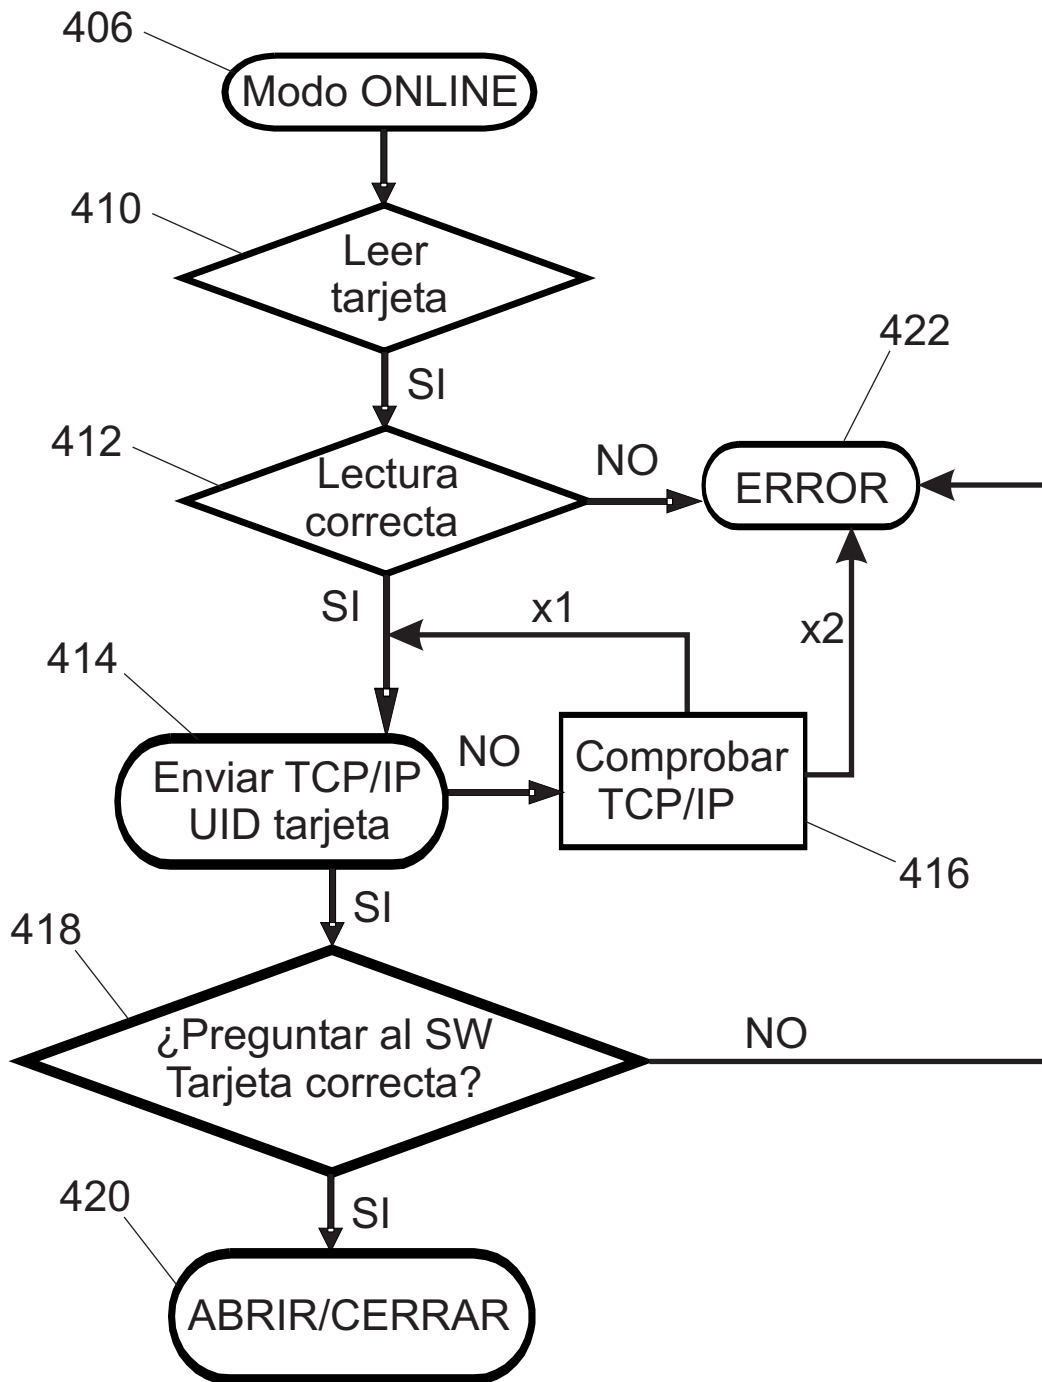 406
Modo ONLINE
410
Leer
tarjeta
SI
422
412
Lectura
correcta
NO
ERROR
SI
x1
x2
414
Enviar TCP/IP
UID tarjeta
NO
Comprobar
TCP/IP
416
SI
418
¿Preguntar al SW
Tarjeta correcta?
NO
SI
420
ABRIR/CERRAR